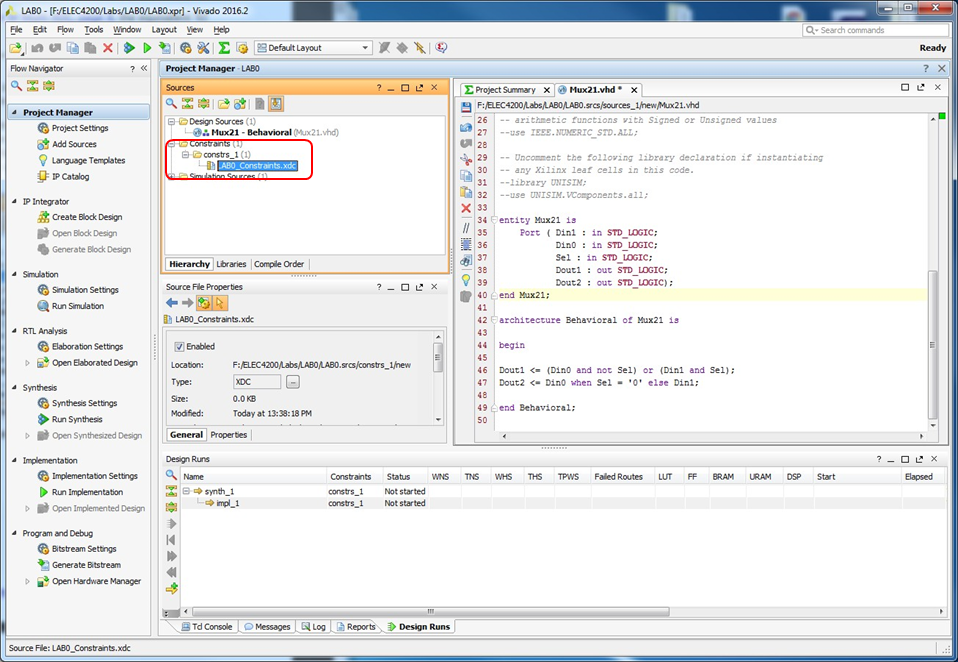 LAB0 - [F:/ELEC4200/Labs/LAB0/LAB0.xpr] - Vivado 2016.2
File Edit Flow Tools Window Layout View Help
Search commands
Default Layout
Ready
Flow Navigator
Project Manager - LAB0
Project Manager
Project Settings
Add Sources
Language Templates
IP Catalog
IP Integrator
Create Block Design
Open Block Design
Generate Block Design
Simulation
Simulation Settings
Run Simulation
RTL Analysis
Elaboration Settings
Open Elaborated Design
Synthesis
Synthesis Settings
Run Synthesis
Open Synthesized Design
Implementation
Implementation Settings
Run Implementation
Open Implemented Design
Program and Debug
Bitstream Settings
Generate Bitstream
Open Hardware Manager
Sources
Design Sources (1)
Mux21 - Behavioral (Mux21.vhd)
Constraints (1)
constrs_1 (1)
LAB0_Constraints.xdc
Simulation Sources (1)
Hierarchy Libraries Compile Order
Source File Properties
LAB0_Constraints.xdc
Enabled
Location: F:/ELEC4200/Labs/LAB0/LAB0.srcs/constrs_1/new
Type: XDC ...
Size: 0.0 KB
Modified: Today at 13:38:18 PM
General Properties
Project Summary Mux21.vhd *
F:/ELEC4200/Labs/LAB0/LAB0.srcs/sources_1/new/Mux21.vhd
26 -- arithmetic functions with Signed or Unsigned values
27 --use IEEE.NUMERIC_STD.ALL;
28
29 -- Uncomment the following library declaration if instantiating
30 -- any Xilinx leaf cells in this code.
31 --library UNISIM;
32 --use UNISIM.VComponents.all;
33
34 entity Mux21 is
35 Port ( Din1 : in STD_LOGIC;
36 Din0 : in STD_LOGIC;
37 Sel : in STD_LOGIC;
38 Dout1 : out STD_LOGIC;
39 Dout2 : out STD_LOGIC);
40 end Mux21;
41
42 architecture Behavioral of Mux21 is
43
44 begin
45
46 Dout1 <= (Din0 and not Sel) or (Din1 and Sel);
47 Dout2 <= Din0 when Sel = '0' else Din1;
48
49 end Behavioral;
50
Design Runs
Name Constraints Status WNS TNS WHS THS TPWS Failed Routes LUT FF BRAM URAM DSP Start Elapsed
synth_1 constrs_1 Not started
impl_1 constrs_1 Not started
Tcl Console Messages Log Reports Design Runs
Source File: LAB0_Constraints.xdc